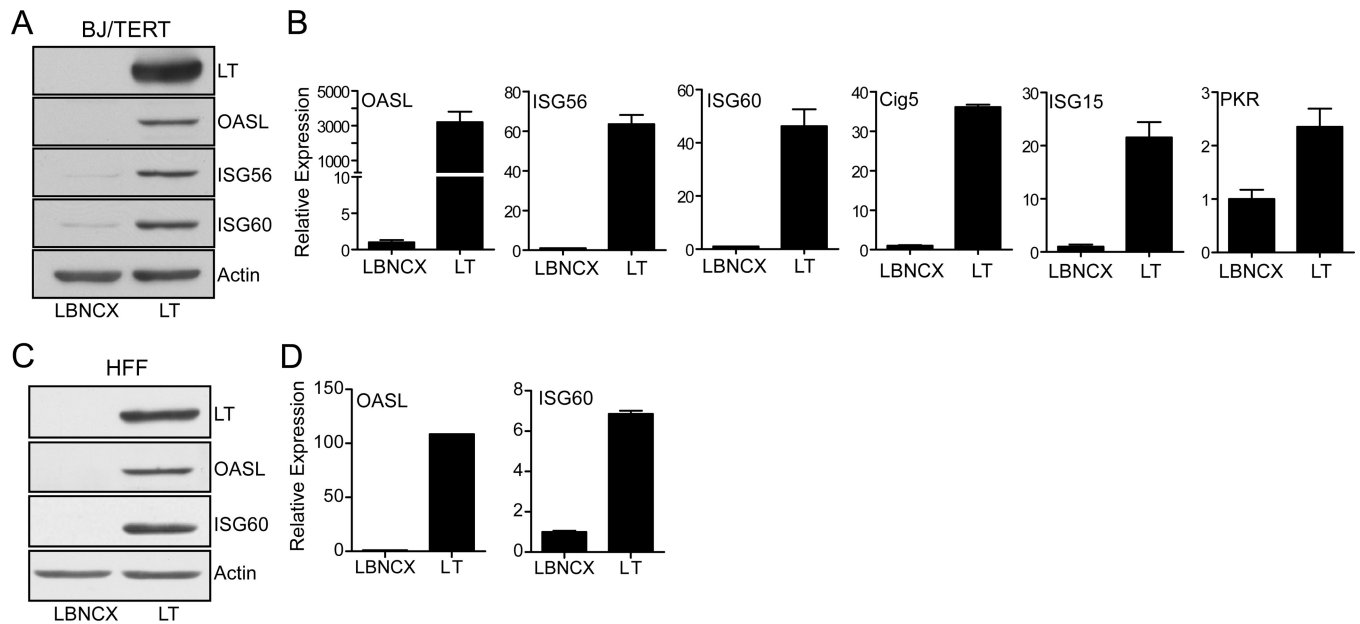 A
BJ/TERT
LT
OASL
ISG56
ISG60
Actin
LBNCX LT
B
Relative Expression
OASL
5000
3000
1000
10
5
0
LBNCX LT
ISG56
80
60
40
20
0
LBNCX LT
ISG60
60
40
20
0
LBNCX LT
Cig5
40
30
20
10
0
LBNCX LT
ISG15
30
20
10
0
LBNCX LT
PKR
3
2
1
0
LBNCX LT
C
HFF
LT
OASL
ISG60
Actin
LBNCX LT
D
Relative Expression
OASL
150
100
50
0
LBNCX LT
ISG60
8
6
4
2
0
LBNCX LT